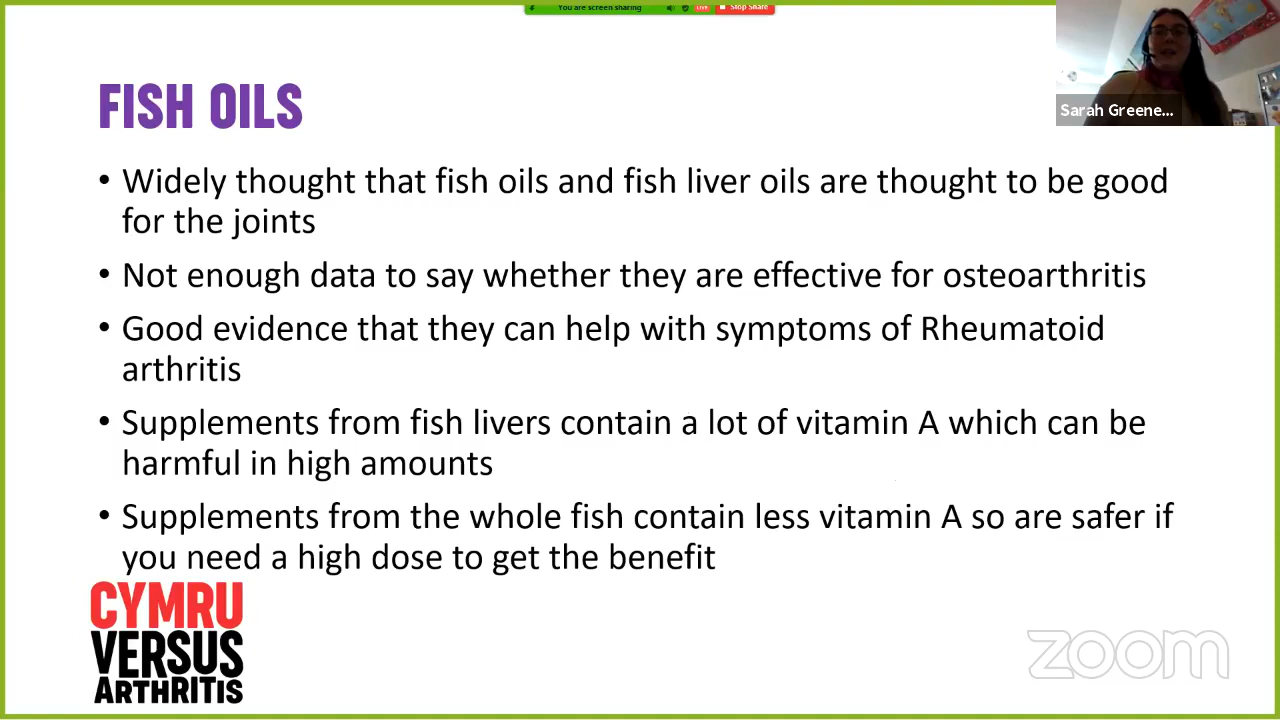 You are screen sharing
Live
Stop Share
Sarah Greene...
FISH OILS
• Widely thought that fish oils and fish liver oils are thought to be good
for the joints
• Not enough data to say whether they are effective for osteoarthritis
• Good evidence that they can help with symptoms of Rheumatoid
arthritis
• Supplements from fish livers contain a lot of vitamin A which can be
harmful in high amounts
• Supplements from the whole fish contain less vitamin A so are safer if
you need a high dose to get the benefit
CYMRU
VERSUS
ARTHRITIS
zoom